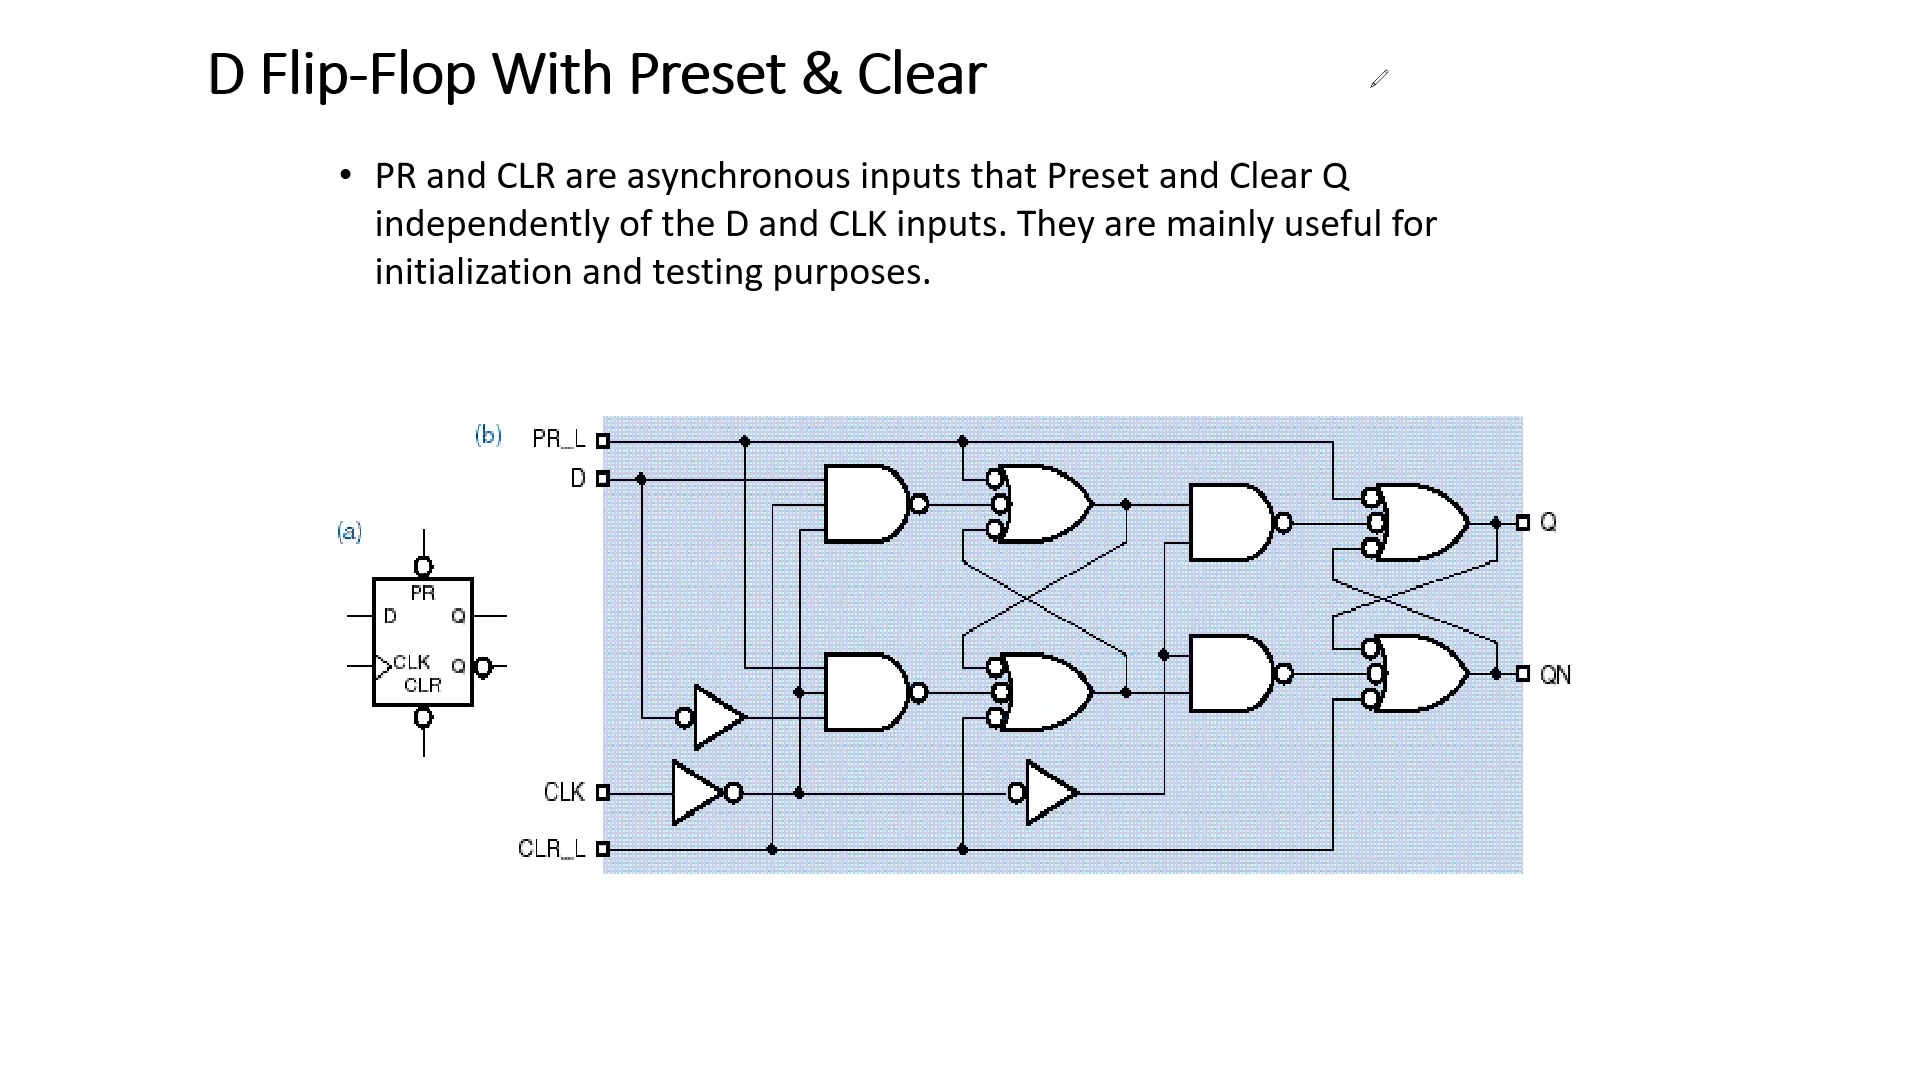 D Flip-Flop With Preset & Clear
• PR and CLR are asynchronous inputs that Preset and Clear Q
independently of the D and CLK inputs. They are mainly useful for
initialization and testing purposes.
(b)
PR_L
D
Q
(a)
PR
D Q
CLK Q
CLR
QN
CLK
CLR_L